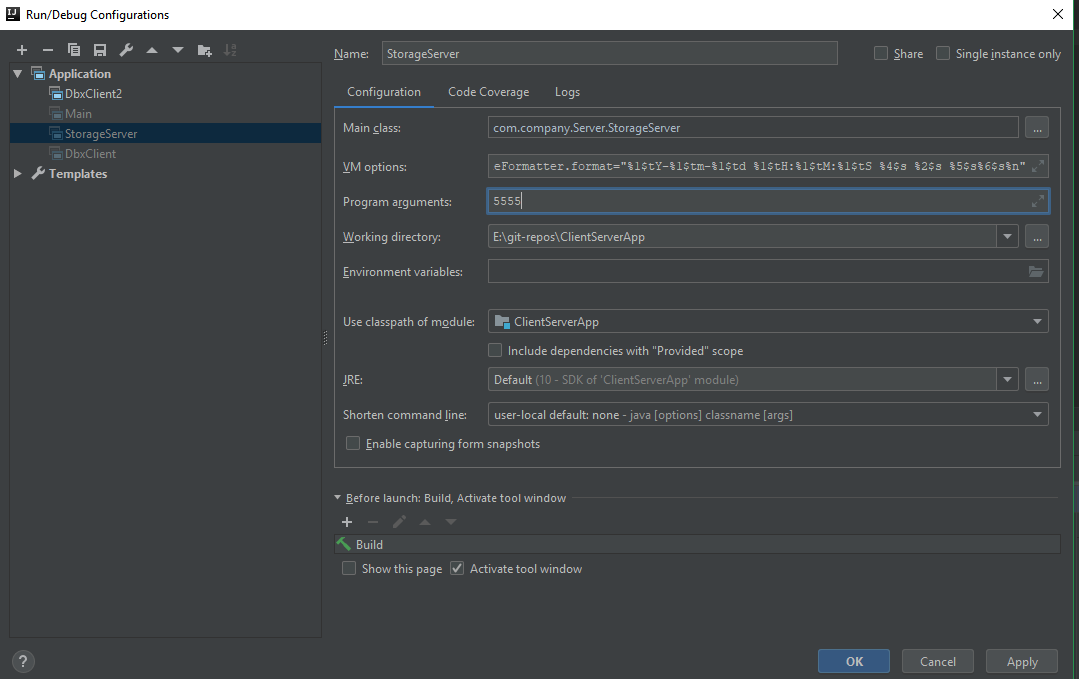 Run/Debug Configurations
Application
DbxClient2
Main
StorageServer
DbxClient
Templates
Name: StorageServer Share Single instance only
Configuration Code Coverage Logs
Main class: com.company.Server.StorageServer ...
VM options: eFormatter.format="%1$tY-%1$tm-%1$td %1$tH:%1$tM:%1$tS %4$s %2$s %5$s%6$s%n"
Program arguments: 5555
Working directory: E:\git-repos\ClientServerApp ...
Environment variables:
Use classpath of module: ClientServerApp
Include dependencies with "Provided" scope
JRE: Default (10 - SDK of 'ClientServerApp' module) ...
Shorten command line: user-local default: none - java [options] classname [args]
Enable capturing form snapshots
Before launch: Build, Activate tool window
Build
Show this page Activate tool window
? OK Cancel Apply